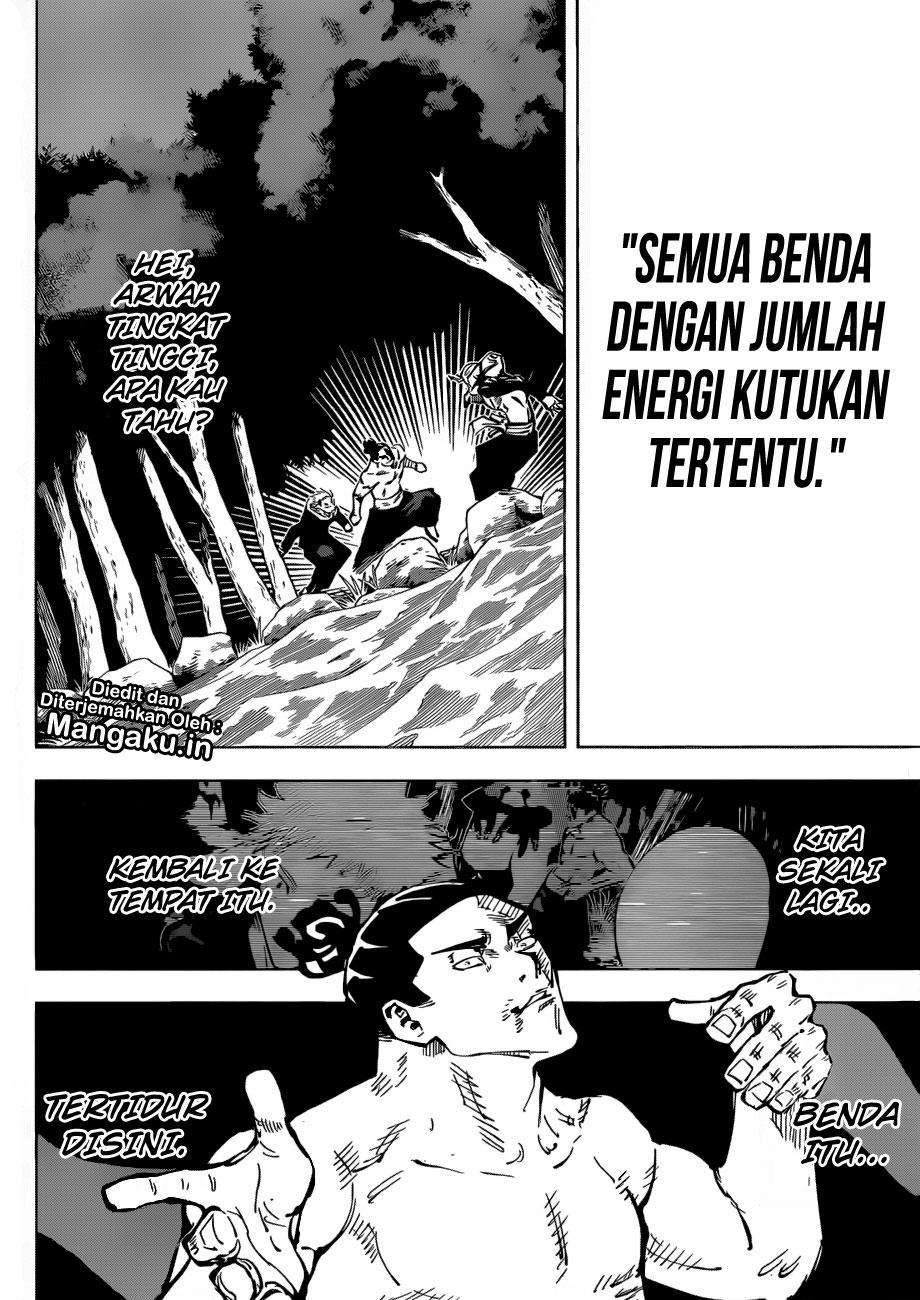 "SEMUA BENDA
DENGAN JUMLAH
ENERGI KUTUKAN
TERTENTU."
HEI,
ARWAH
TINGKAT
TINGGI,
APA KAU
TAHU?
Diedit dan
Diterjemahkan Oleh :
Mangaku.in
KITA
SEKALI
LAGI..
KEMBALI KE
TEMPAT ITU.
BENDA
ITU...
TERTIDUR
DISINI.